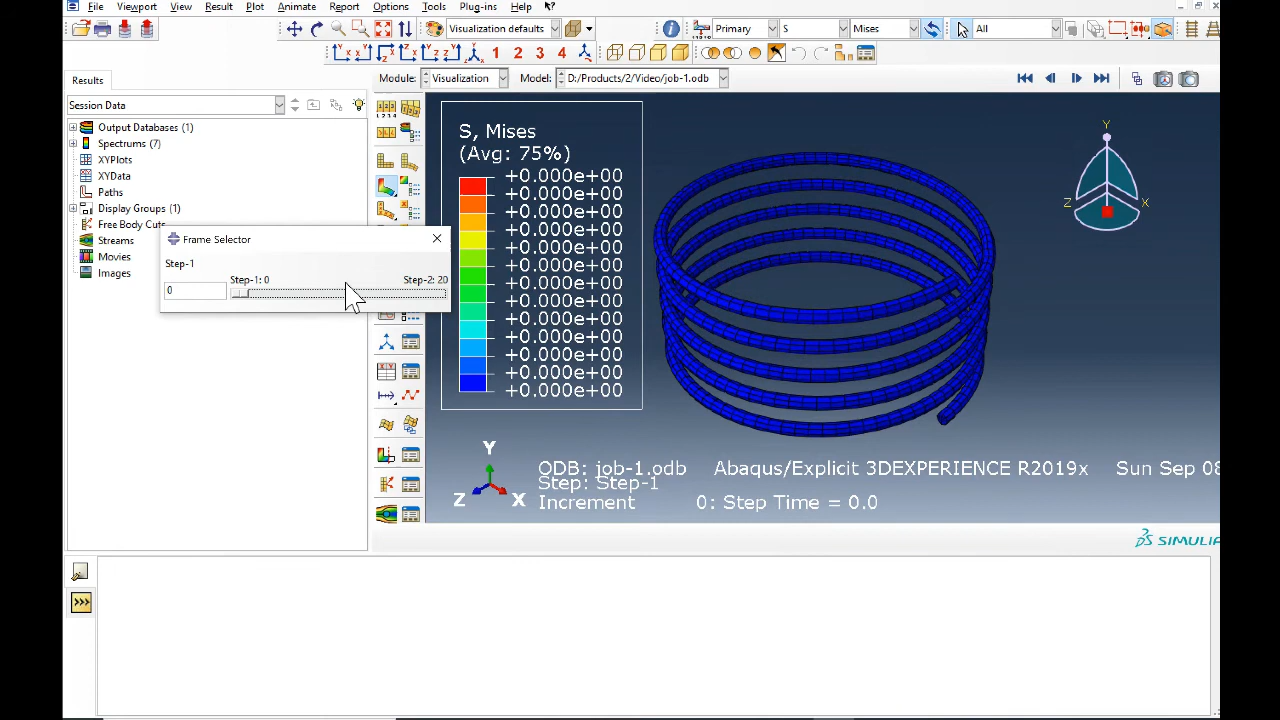 File Viewport View Result Plot Animate Report Options Tools Plug-ins Help
Visualization defaults Primary S Mises All
1 2 3 4
Results Module: Visualization Model: D:/Products/2/Video/job-1.odb
Session Data
Output Databases (1)
Spectrums (7)
XYPlots
XYData
Paths
Display Groups (1)
Free Body Cuts
Streams
Movies
Images
Frame Selector
Step-1
Step-1: 0 Step-2: 20
0
S, Mises
(Avg: 75%)
+0.000e+00
+0.000e+00
+0.000e+00
+0.000e+00
+0.000e+00
+0.000e+00
+0.000e+00
+0.000e+00
+0.000e+00
+0.000e+00
+0.000e+00
+0.000e+00
+0.000e+00
Y
Z X
Y
Z X
ODB: job-1.odb Abaqus/Explicit 3DEXPERIENCE R2019x Sun Sep 08
Step: Step-1
Increment 0: Step Time = 0.0
SIMULIA